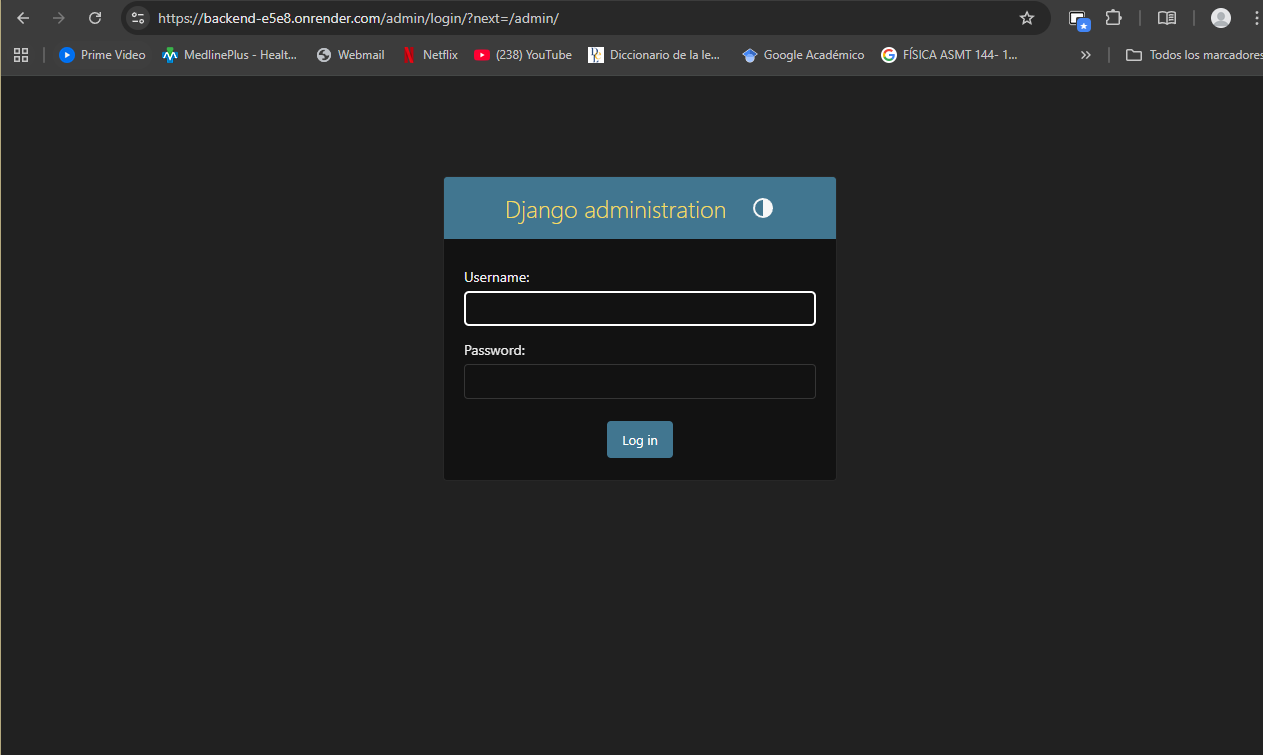 https://backend-e5e8.onrender.com/admin/login/?next=/admin/
Prime Video MedlinePlus - Healt... Webmail Netflix (238) YouTube Diccionario de la le... Google Académico FÍSICA ASMT 144- 1... » Todos los marcadores
Django administration
Username:
Password:
Log in